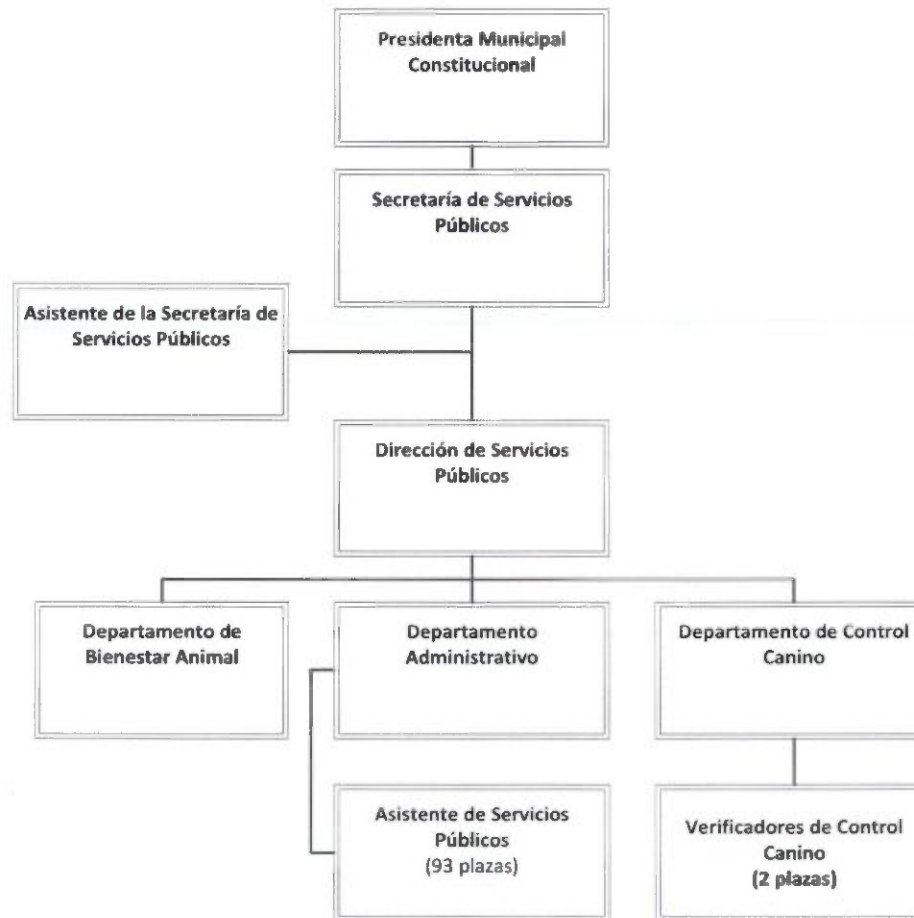 Presidenta Municipal
Constitucional
Secretaría de Servicios
Públicos
Asistente de la Secretaría de
Servicios Públicos
Dirección de Servicios
Públicos
Departamento de
Bienestar Animal
Departamento
Administrativo
Departamento de Control
Canino
Asistente de Servicios
Públicos
(93 plazas)
Verificadores de Control
Canino
(2 plazas)